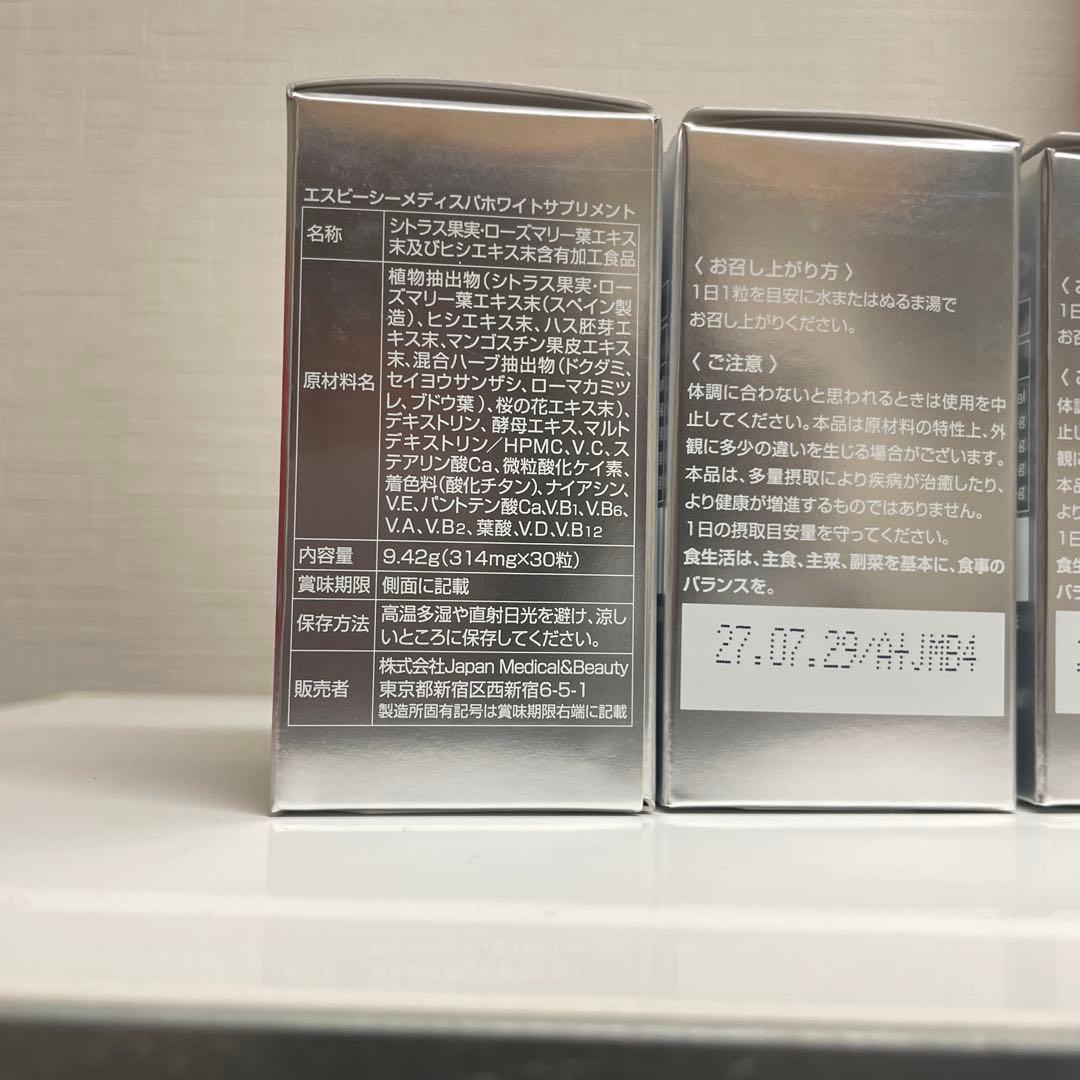 エスビーシーメディスパホワイトサプリメント
名称
シトラス果実・ローズマリー葉エキス
末及びヒシエキス末含有加工食品
原材料名
植物抽出物(シトラス果実・ロー
ズマリー葉エキス末(スペイン製
造)、ヒシエキス末、ハス胚芽エ
キス末、マンゴスチン果皮エキス
末、混合ハーブ抽出物(ドクダミ、
セイヨウサンザシ、ローマカミツ
レ、ブドウ葉)、桜の花エキス末)、
デキストリン、酵母エキス、マルト
デキストリン/HPMC、V.C、ス
テアリン酸Ca、微粒酸化ケイ素、
着色料(酸化チタン)、ナイアシン、
V.E、パントテン酸Ca、V.B1、V.B6、
V.A、V.B2、葉酸、V.D、V.B12
内容量
9.42g(314mg×30粒)
賞味期限
側面に記載
保存方法
高温多湿や直射日光を避け、涼し
いところに保存してください。
販売者
株式会社Japan Medical&Beauty
東京都新宿区西新宿6-5-1
製造所固有記号は賞味期限右端に記載
〈 お召し上がり方 〉
1日1粒を目安に水またはぬるま湯で
お召し上がりください。
〈 ご注意 〉
体調に合わないと思われるときは使用を中
止してください。本品は原材料の特性上、外
観に多少の違いを生じる場合がございます。
本品は、多量摂取により疾病が治癒したり、
より健康が増進するものではありません。
1日の摂取目安量を守ってください。
食生活は、主食、主菜、副菜を基本に、食事の
バランスを。
27.07.29/A+JMB4
〈 お
1日
お召
体調
止し
観に
本品
より
1日
食生
バラ